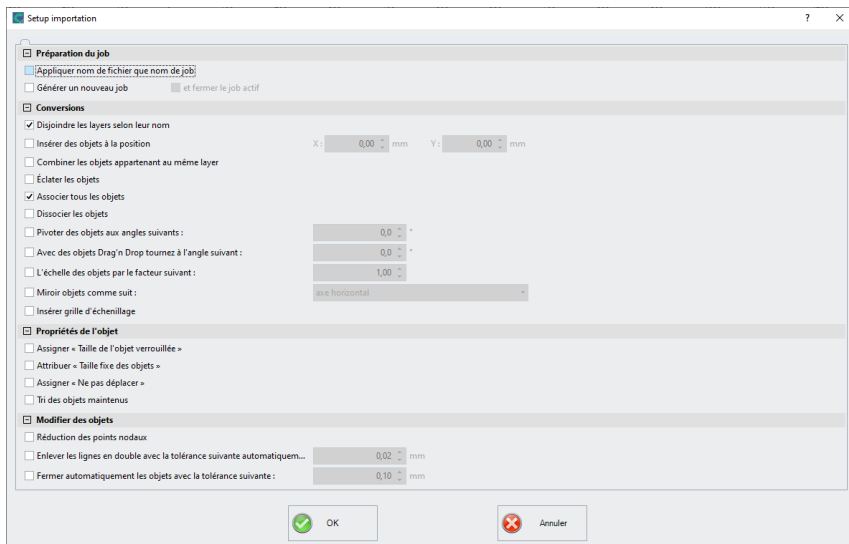 Setup importation
Préparation du job
Appliquer nom de fichier que nom de job
Générer un nouveau job et fermer le job actif
Conversions
Disjoindre les layers selon leur nom
Insérer des objets à la position X : 0,00 mm Y : 0,00 mm
Combiner les objets appartenant au même layer
Éclater les objets
Associer tous les objets
Dissocier les objets
Pivoter des objets aux angles suivants : 0,0 °
Avec des objets Drag'n Drop tournez à l'angle suivant : 0,0 °
L'échelle des objets par le facteur suivant : 1,00
Miroir objets comme suit : axe horizontal
Insérer grille d'échenillage
Propriétés de l'objet
Assigner « Taille de l'objet verrouillée »
Attribuer « Taille fixe des objets »
Assigner « Ne pas déplacer »
Tri des objets maintenus
Modifier des objets
Réduction des points nodaux
Enlever les lignes en double avec la tolérance suivante automatiquem... 0,02 mm
Fermer automatiquement les objets avec la tolérance suivante : 0,10 mm
OK Annuler